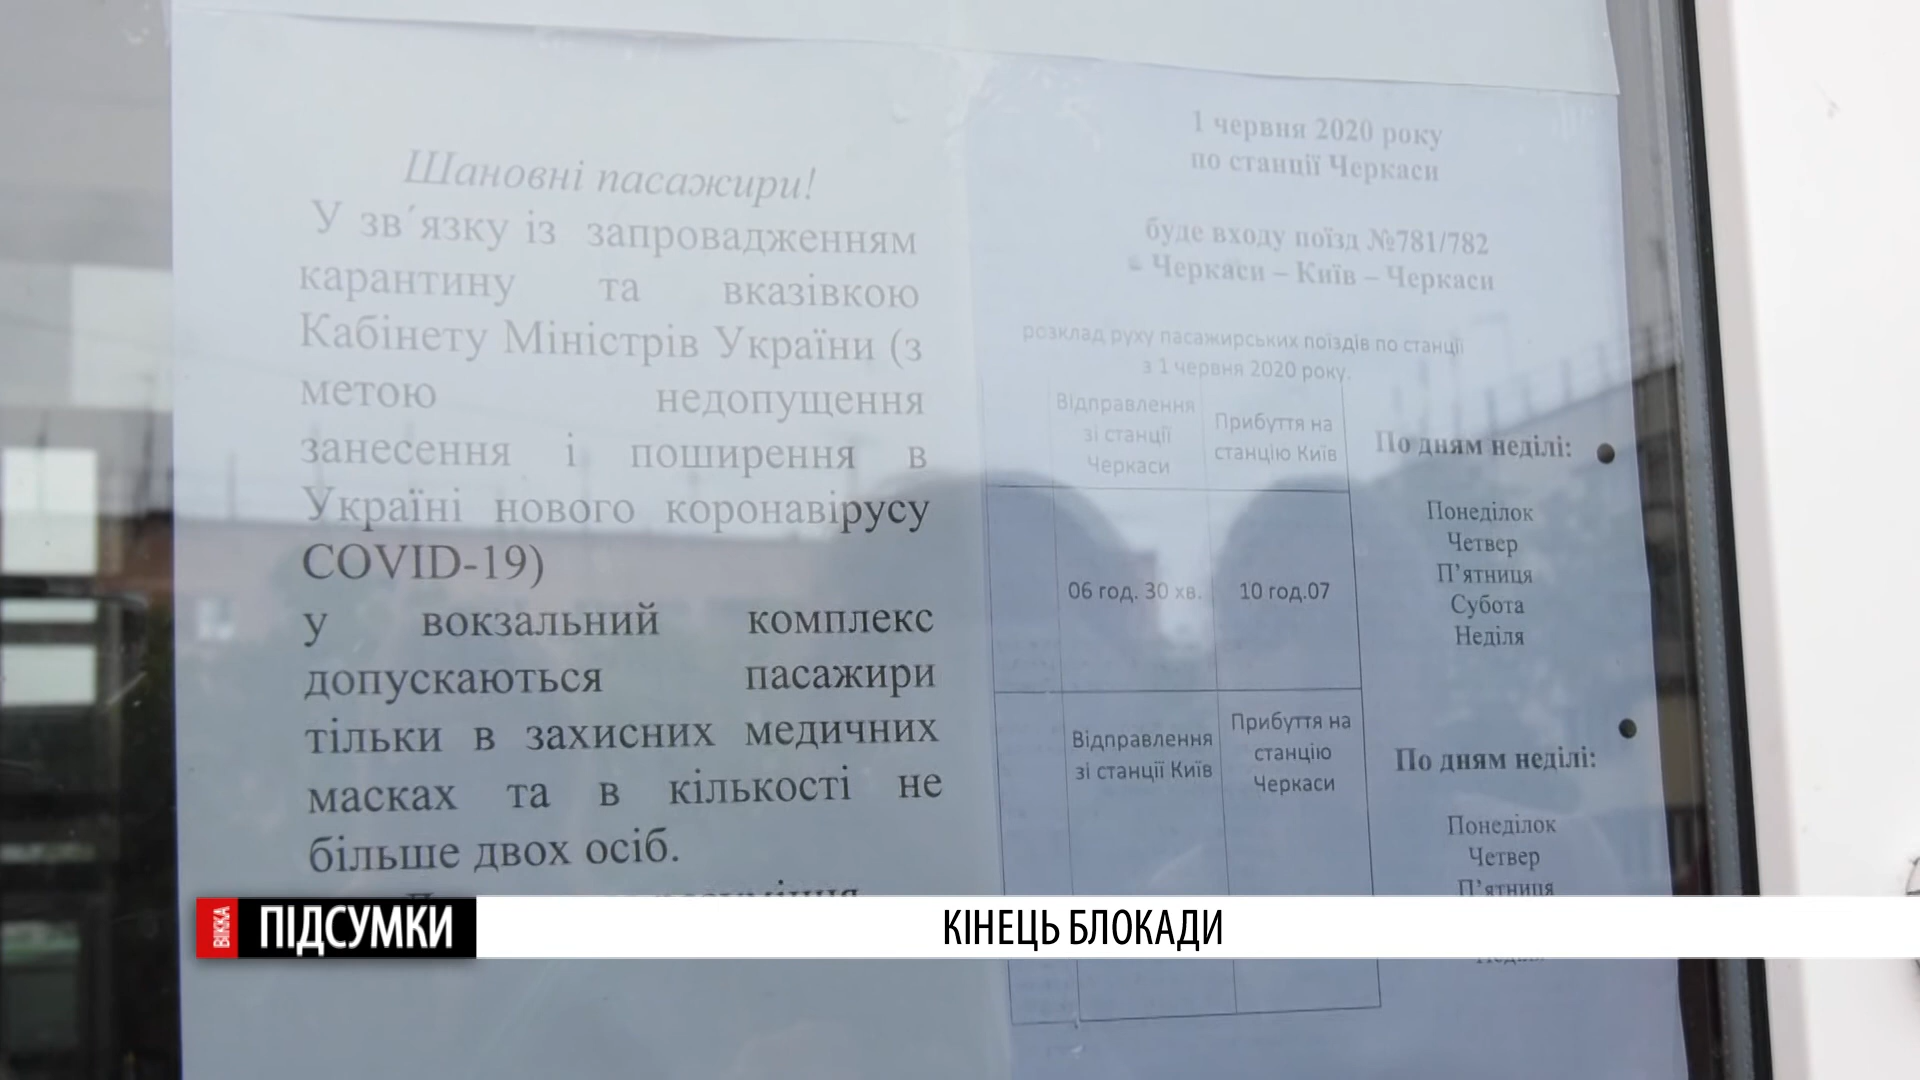 Шановні пасажири!
У зв´язку із запровадженням
карантину та вказівкою
Кабінету Міністрів України (з
метою недопущення
занесення і поширення в
Україні нового коронавірусу
COVID-19)
у вокзальний комплекс
допускаються пасажири
тільки в захисних медичних
масках та в кількості не
більше двох осіб.
1 червня 2020 року
по станції Черкаси
буде входу поїзд №781/782
- Черкаси – Київ – Черкаси
розклад руху пасажирських поїздів по станції
з 1 червня 2020 року.
Відправлення
зі станції
Черкаси
Прибуття на
станцію Київ
По дням неділі:
06 год. 30 хв.
10 год.07
Понеділок
Четвер
П’ятниця
Субота
Неділя
Відправлення
зі станції Київ
Прибуття на
станцію
Черкаси
По дням неділі:
Понеділок
Четвер
П’ятниця
Неділя
ВІККА
ПІДСУМКИ
КІНЕЦЬ БЛОКАДИ